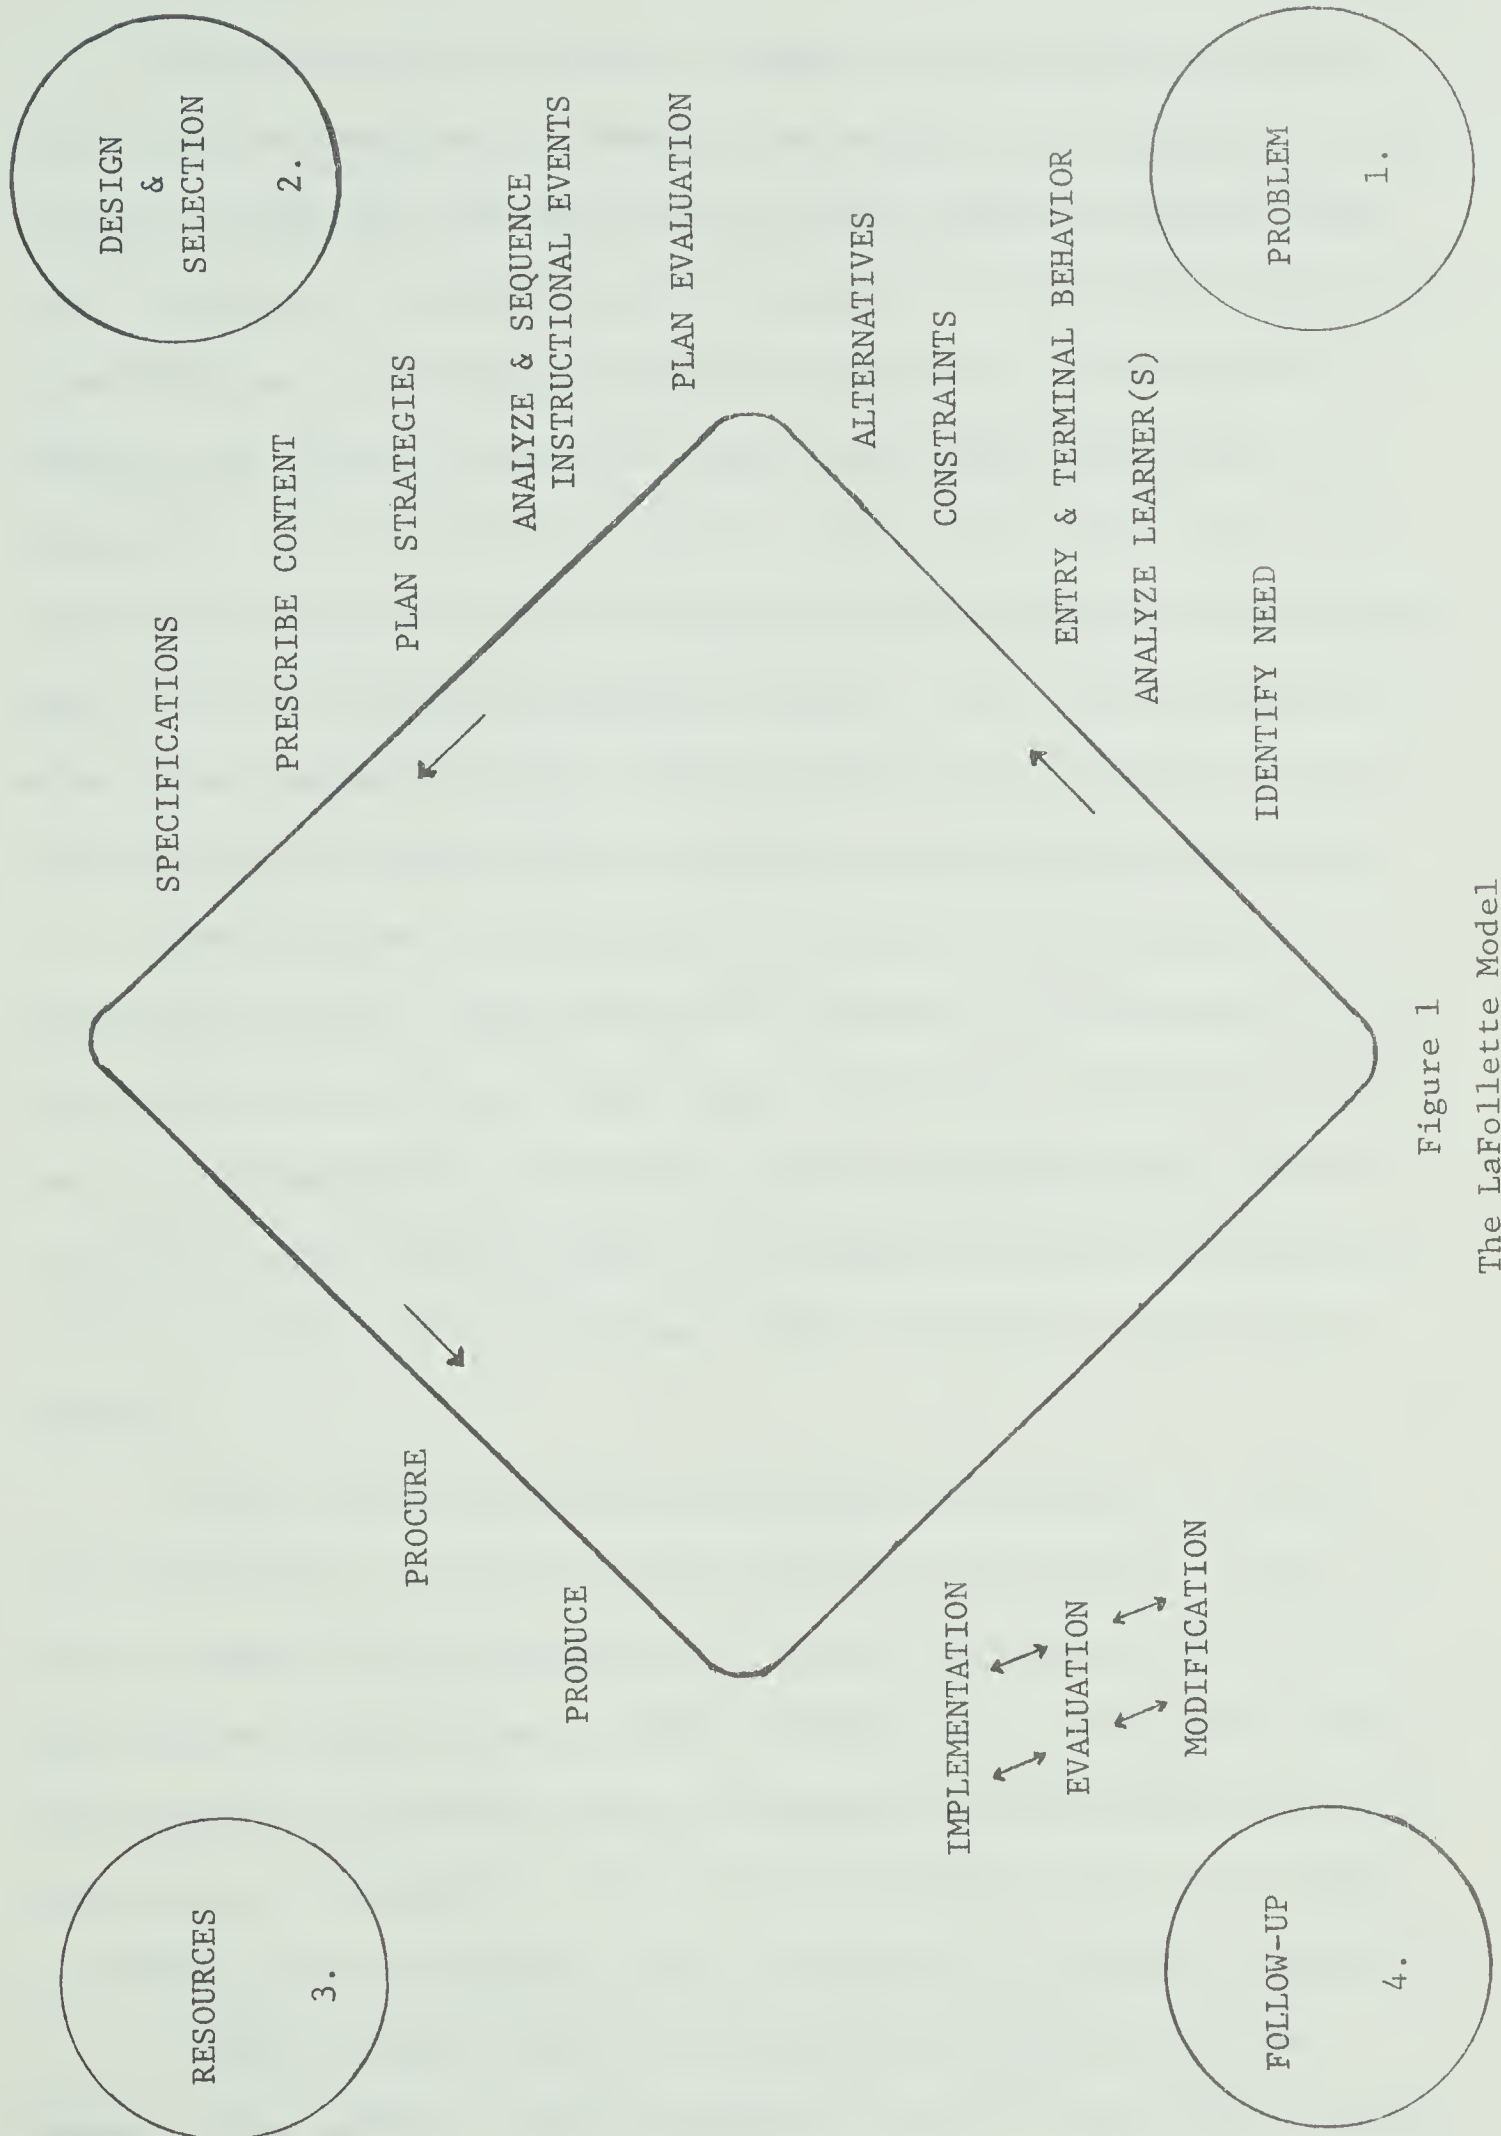 PROBLEM
1.
IDENTIFY NEED
ANALYZE LEARNER(S)
ENTRY & TERMINAL BEHAVIOR
CONSTRAINTS
ALTERNATIVES
DESIGN
&
SELECTION
2.
PLAN EVALUATION
ANALYZE & SEQUENCE
INSTRUCTIONAL EVENTS
PLAN STRATEGIES
PRESCRIBE CONTENT
SPECIFICATIONS
RESOURCES
3.
PROCURE
PRODUCE
FOLLOW-UP
4.
IMPLEMENTATION
EVALUATION
MODIFICATION
Figure 1
The LaFollette Model